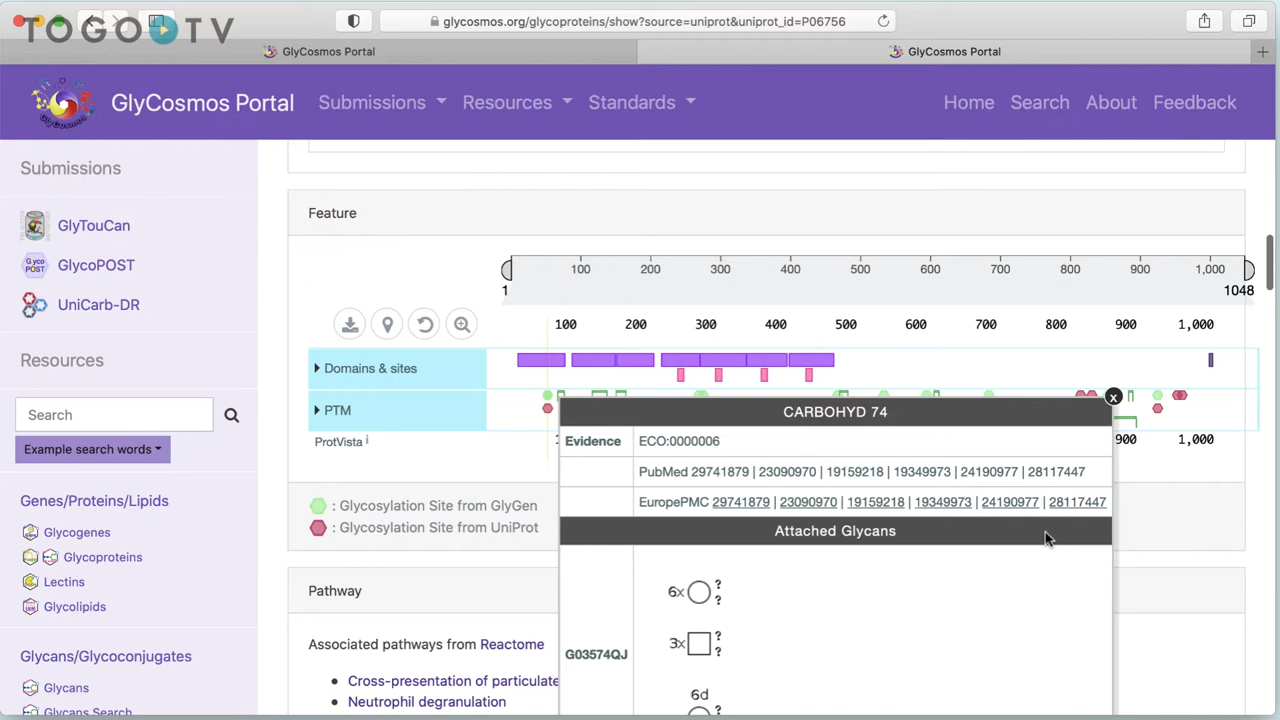 TOGO TV
glycosmos.org/glycoproteins/show?source=uniprot&uniprot_id=P06756
GlyCosmos Portal
GlyCosmos Portal
GlyCosmos Portal
Submissions
Resources
Standards
Home
Search
About
Feedback
Submissions
GlyTouCan
GlycoPOST
UniCarb-DR
Resources
Search
Example search words
Genes/Proteins/Lipids
Glycogenes
Glycoproteins
Lectins
Glycolipids
Glycans/Glycoconjugates
Glycans
Glycans Search
Feature
100 200 300 400 500 600 700 800 900 1,000
1 1048
100 200 300 400 500 600 700 800 900 1,000
Domains & sites
PTM
ProtVista i
900 1,000
: Glycosylation Site from GlyGen
: Glycosylation Site from UniProt
CARBOHYD 74
x
Evidence ECO:0000006
PubMed 29741879 | 23090970 | 19159218 | 19349973 | 24190977 | 28117447
EuropePMC 29741879 | 23090970 | 19159218 | 19349973 | 24190977 | 28117447
Attached Glycans
G03574QJ
6x ? ?
3x ? ?
6d ?
Pathway
Associated pathways from Reactome
Cross-presentation of particulate
Neutrophil degranulation